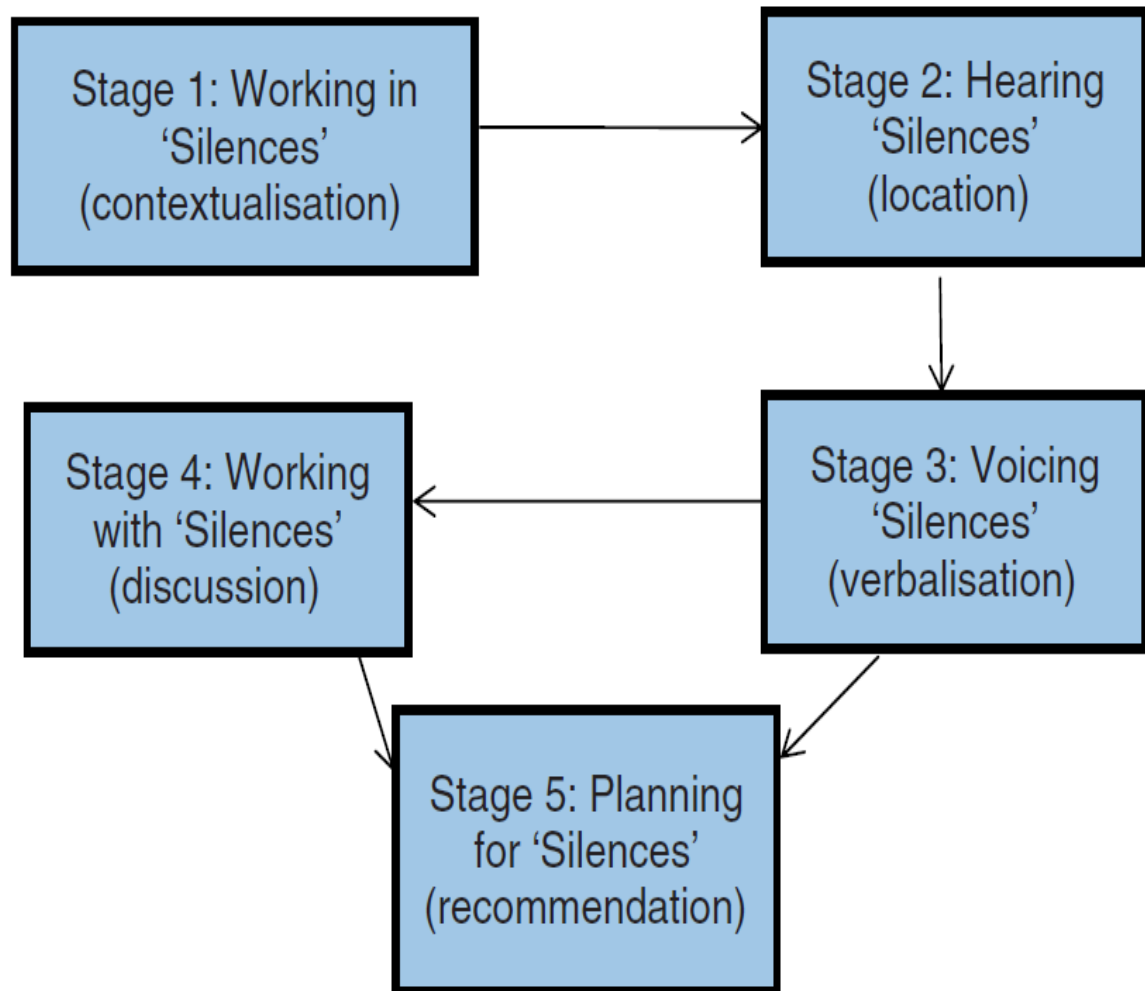 Stage 1: Working in
‘Silences’
(contextualisation)
Stage 2: Hearing
‘Silences’
(location)
Stage 3: Voicing
‘Silences’
(verbalisation)
Stage 4: Working
with ‘Silences’
(discussion)
Stage 5: Planning
for ‘Silences’
(recommendation)